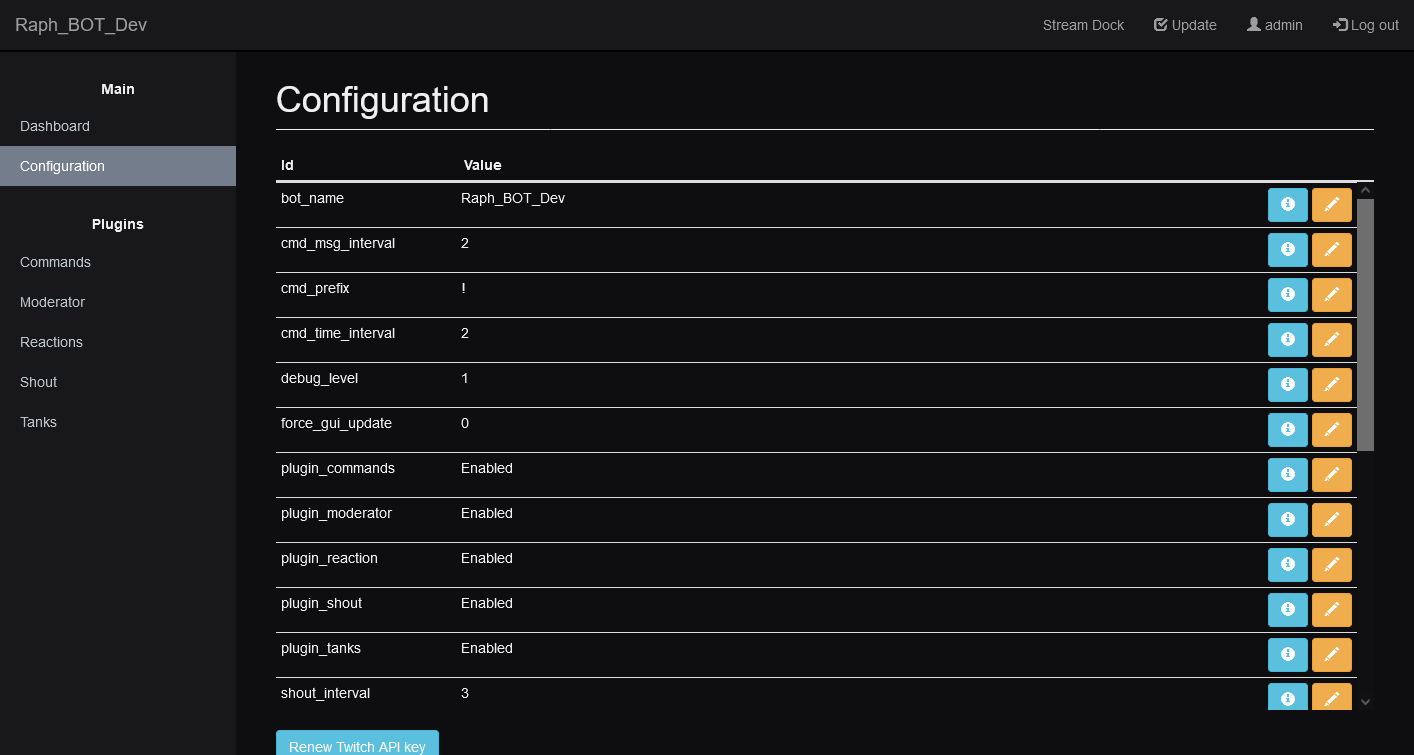 Raph_BOT_Dev Stream Dock Update admin Log out
Main
Dashboard
Configuration
Plugins
Commands
Moderator
Reactions
Shout
Tanks
Configuration
Id Value
bot_name Raph_BOT_Dev
cmd_msg_interval 2
cmd_prefix !
cmd_time_interval 2
debug_level 1
force_gui_update 0
plugin_commands Enabled
plugin_moderator Enabled
plugin_reaction Enabled
plugin_shout Enabled
plugin_tanks Enabled
shout_interval 3
Renew Twitch API key